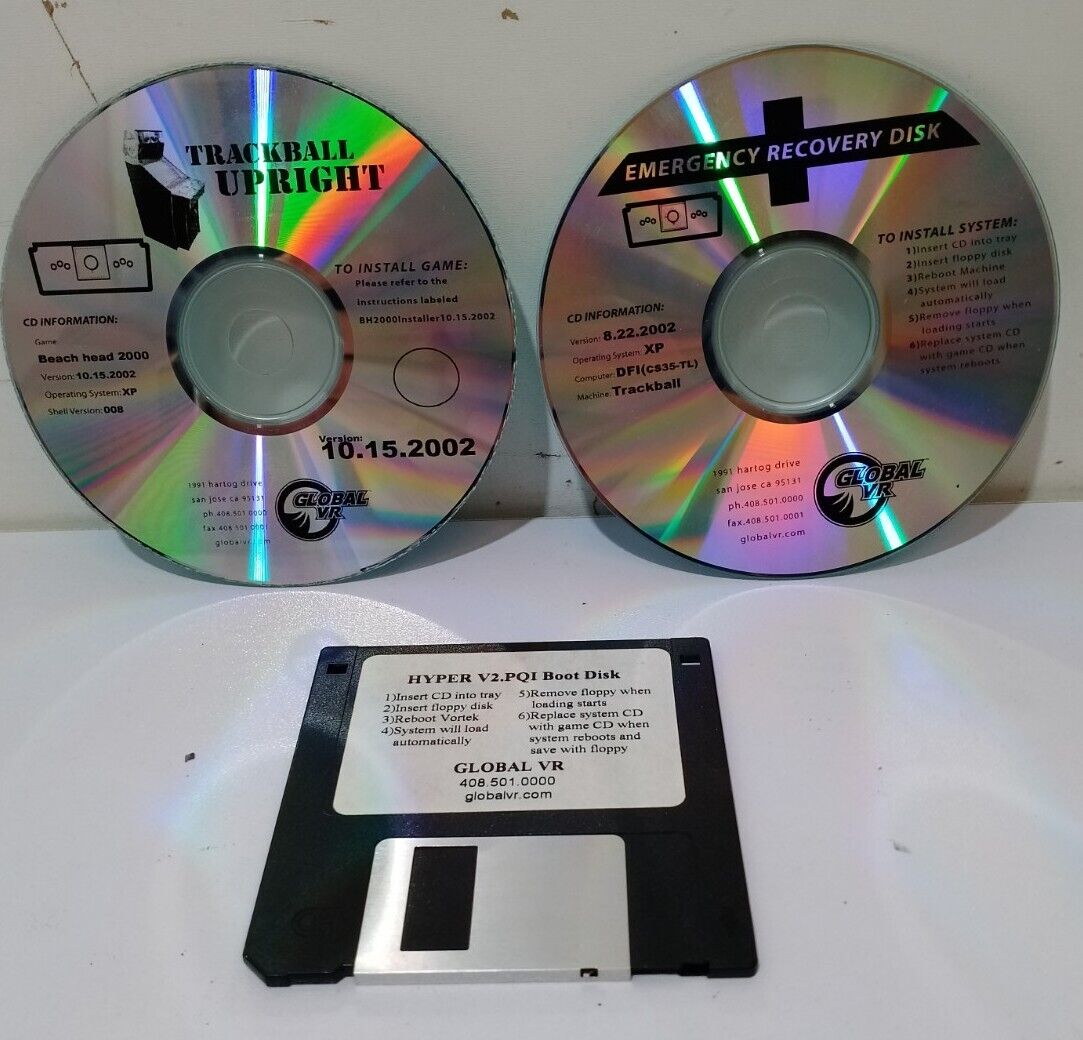 TRACKBALL
UPRIGHT
TO INSTALL GAME:
Please refer to the
instructions labeled
BH2000Installer10.15.2002
CD INFORMATION:
Game:
Beach head 2000
Version: 10.15.2002
Operating System: XP
Shell Version: 008
Version:
10.15.2002
1991 hartog drive
san jose ca 95131
ph.408.501.0000
fax.408.501.0001
globalvr.com
GLOBAL
VR
EMERGENCY RECOVERY DISK
TO INSTALL SYSTEM:
1)Insert CD into tray
2)Insert floppy disk
3)Reboot Machine
4)System will load
automatically
5)Remove floppy when
loading starts
6)Replace system CD
with game CD when
system reboots
CD INFORMATION:
Version: 8.22.2002
Operating System: XP
Computer: DFI(CS35-TL)
Machine: Trackball
1991 hartog drive
san jose ca 95131
ph.408.501.0000
fax.408.501.0001
globalvr.com
GLOBAL
VR
HYPER V2.PQI Boot Disk
1)Insert CD into tray
2)Insert floppy disk
3)Reboot Vortek
4)System will load
automatically
5)Remove floppy when
loading starts
6)Replace system CD
with game CD when
system reboots and
save with floppy
GLOBAL VR
408.501.0000
globalvr.com